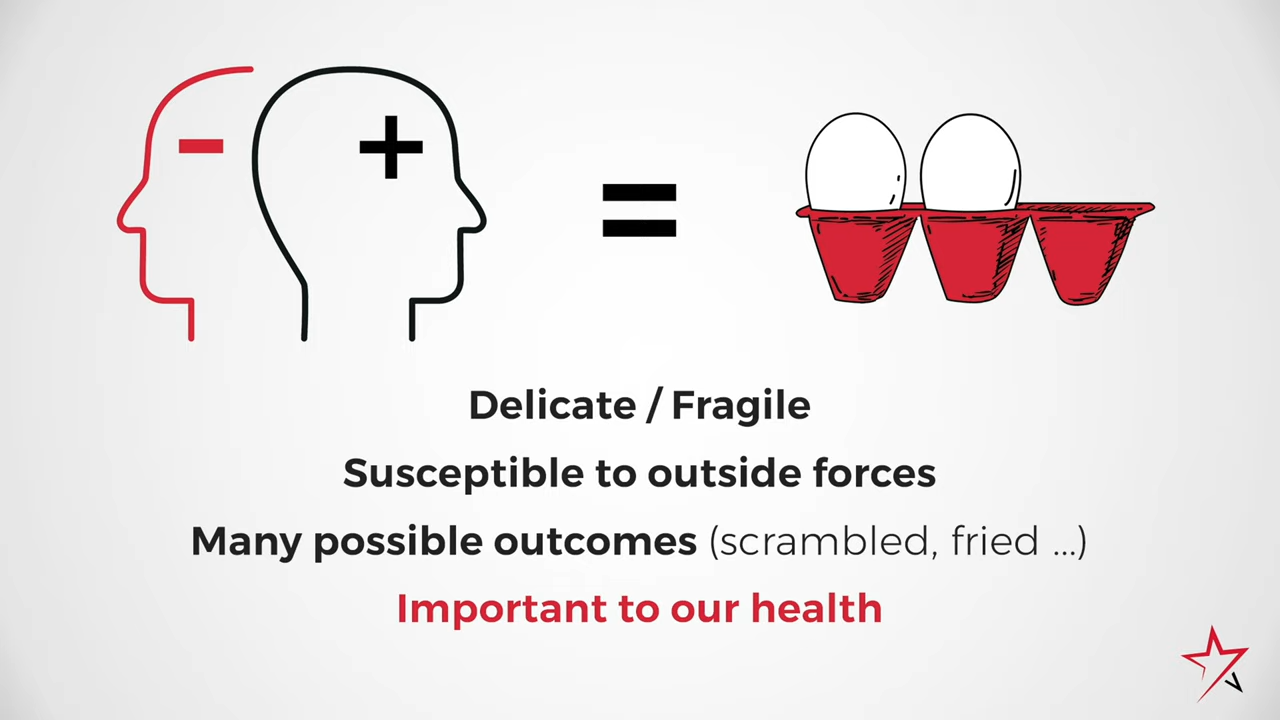 − + =
Delicate / Fragile
Susceptible to outside forces
Many possible outcomes (scrambled, fried ...)
Important to our health